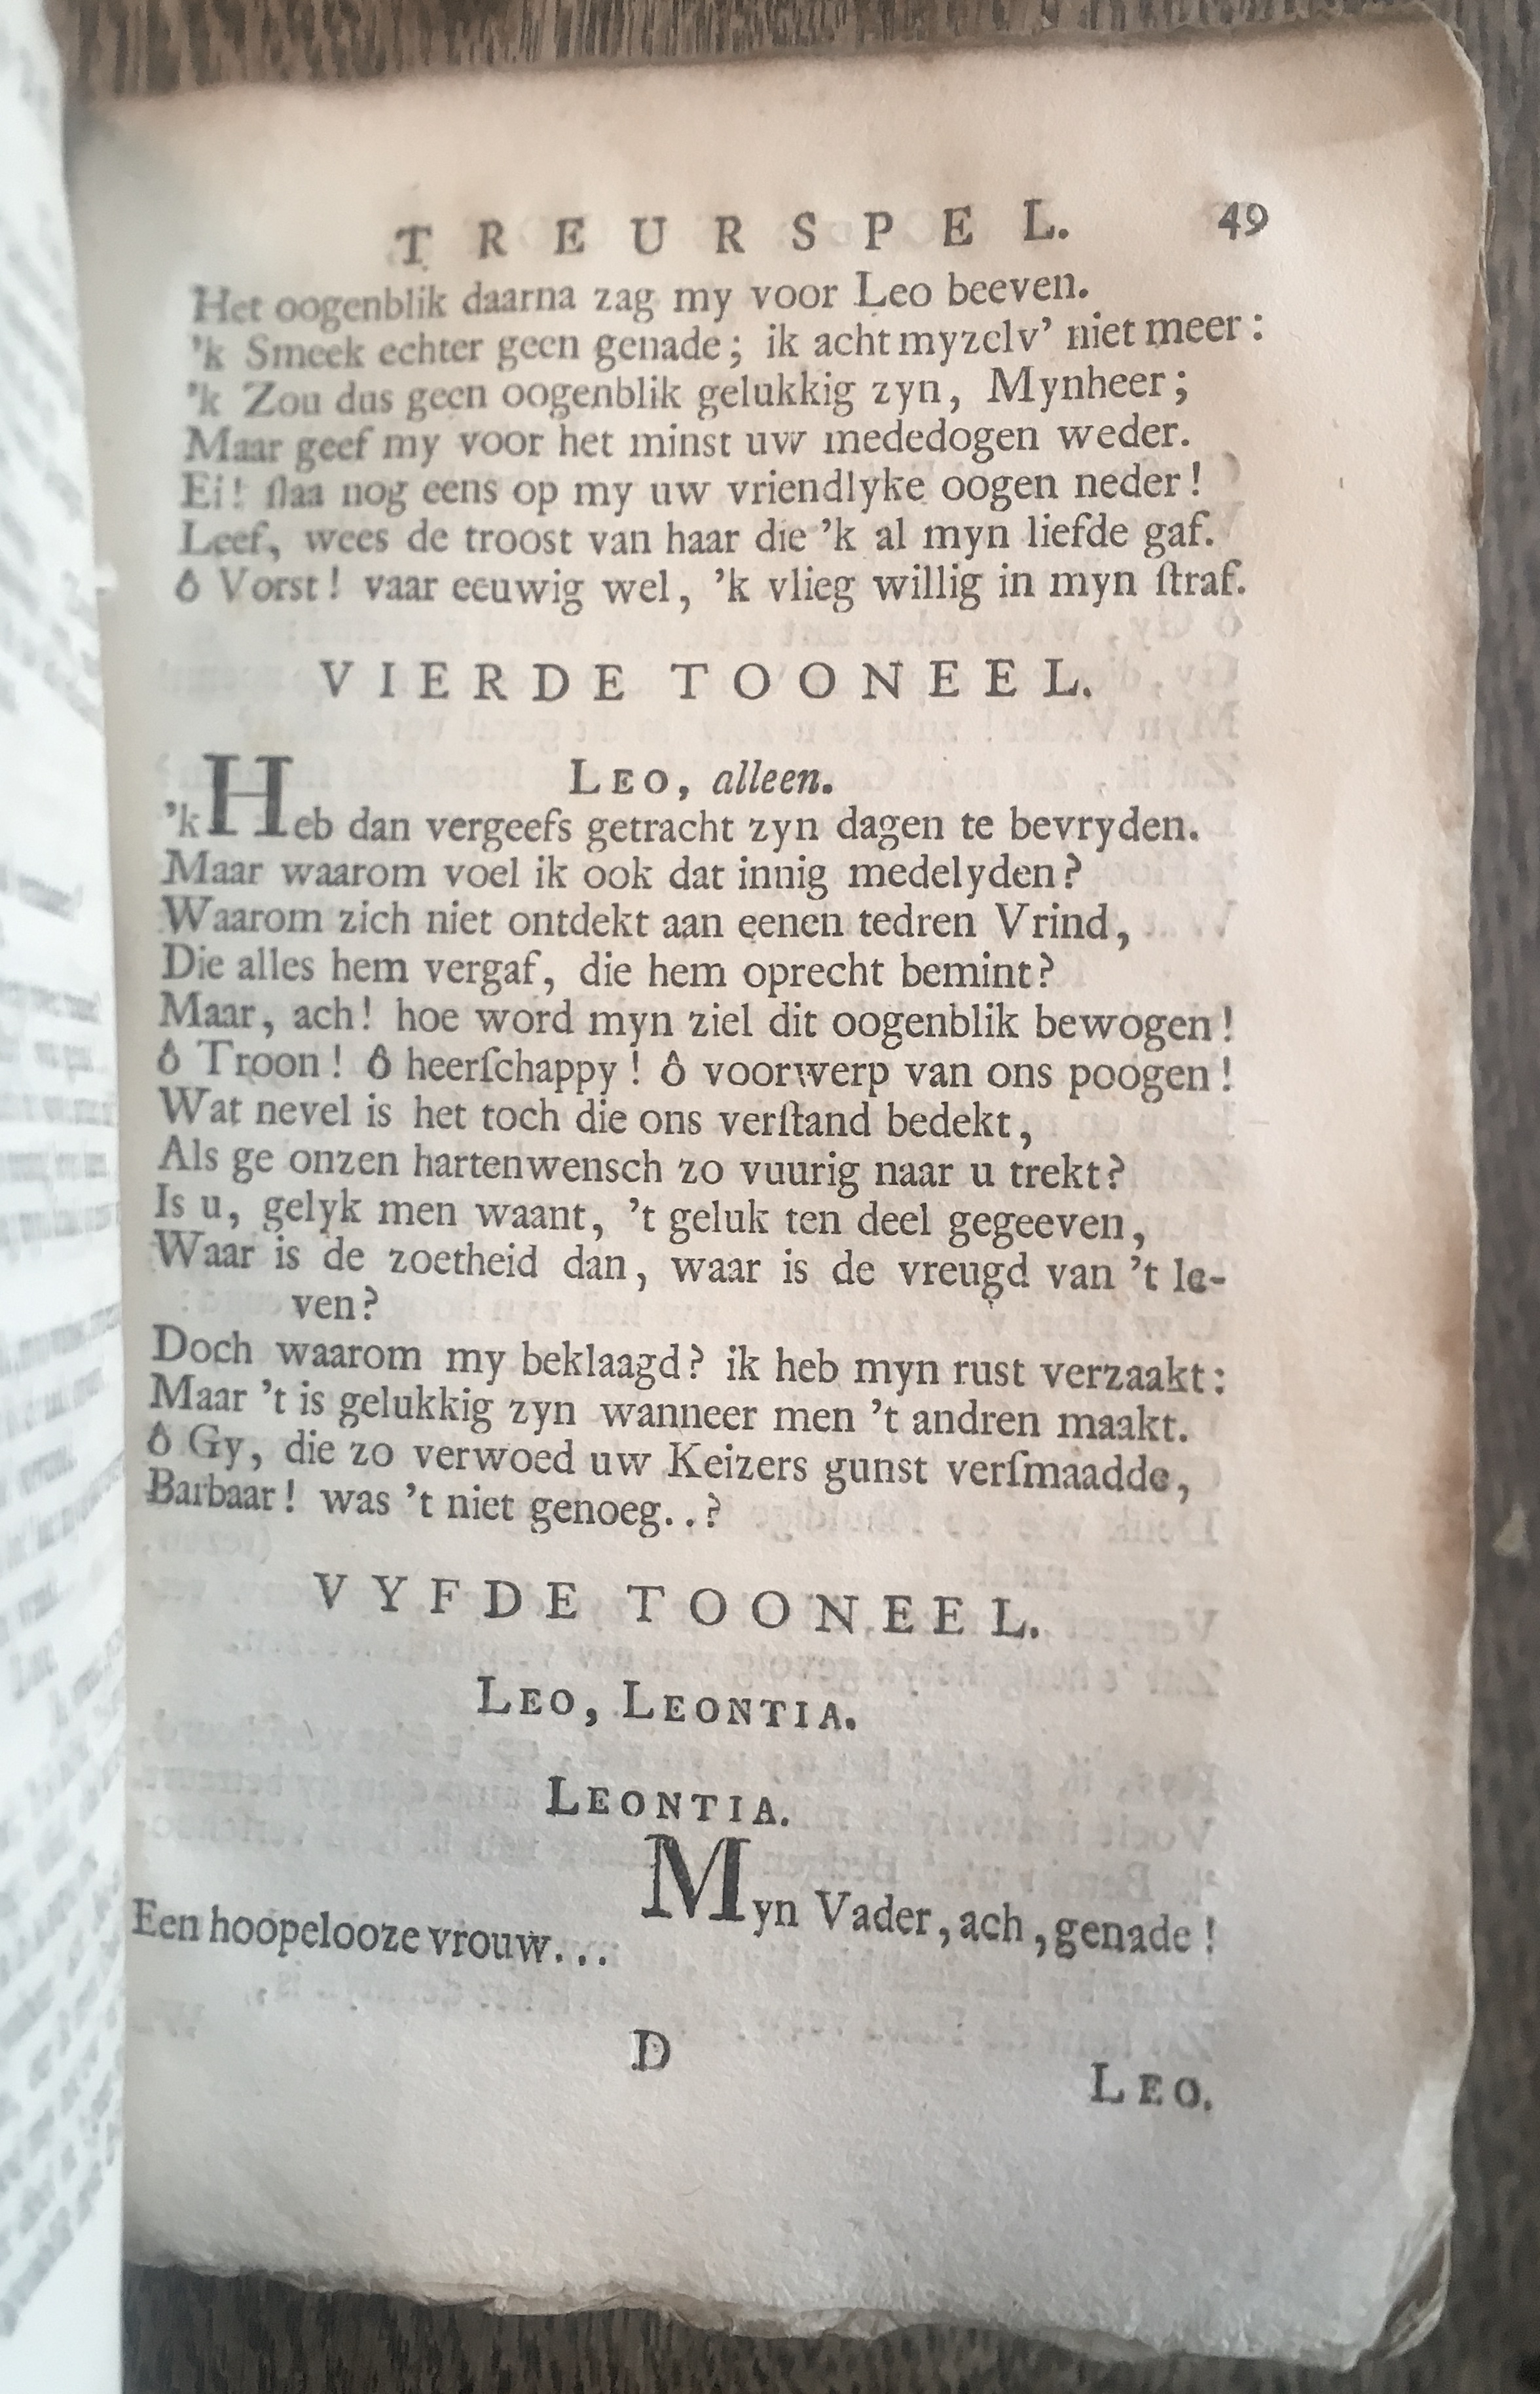 TREURSPEL. 49
Het oogenblik daarna zag my voor Leo beeven.
’k Smeek echter geen genade; ik acht myzelv’ niet meer:
’k Zou dus geen oogenblik gelukkig zyn, Mynheer;
Maar geef my voor het minst uw mededogen weder.
Ei! ſlaa nog eens op my uw vriendlyke oogen neder!
Leef, wees de troost van haar die ’k al myn liefde gaf.
ô Vorst! vaar eeuwig wel, ’k vlieg willig in myn ſtraf.
VIERDE TOONEEL.
LEO, alleen.
’k Heb dan vergeefs getracht zyn dagen te bevryden.
Maar waarom voel ik ook dat innig medelyden?
Waarom zich niet ontdekt aan eenen tedren Vrind,
Die alles hem vergaf, die hem oprecht bemint?
Maar, ach! hoe word myn ziel dit oogenblik bewogen!
ô Troon! ô heerſchappy! ô voorwerp van ons poogen!
Wat nevel is het toch die ons verſtand bedekt,
Als ge onzen hartenwensch zo vuurig naar u trekt?
Is u, gelyk men waant, ’t geluk ten deel gegeeven,
Waar is de zoetheid dan, waar is de vreugd van ’t le-
ven?
Doch waarom my beklaagd? ik heb myn rust verzaakt:
Maar ’t is gelukkig zyn wanneer men ’t andren maakt.
ô Gy, die zo verwoed uw Keizers gunst verſmaadde,
Barbaar! was ’t niet genoeg..?
VYFDE TOONEEL.
LEO, LEONTIA.
LEONTIA.
Myn Vader, ach, genade!
Een hoopelooze vrouw...
D
LEO.